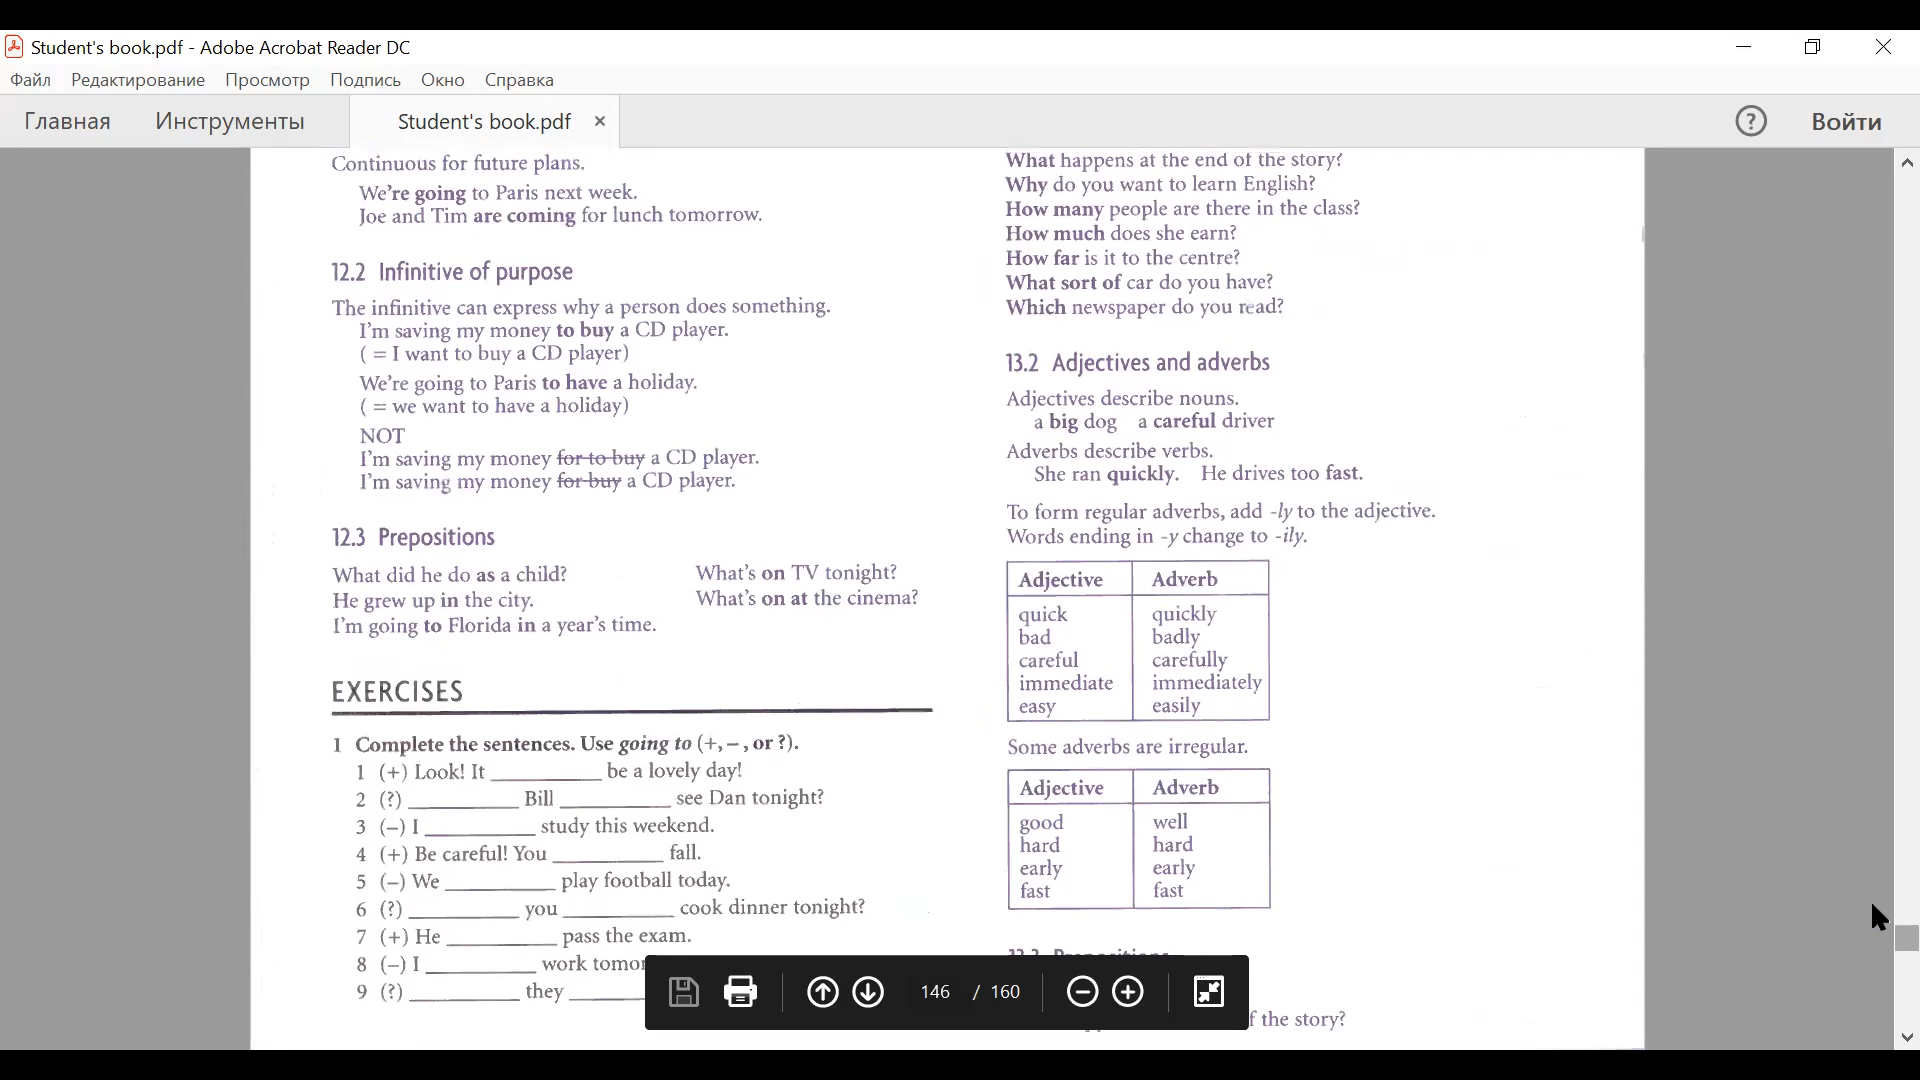 Student's book.pdf - Adobe Acrobat Reader DC
Файл Редактирование Просмотр Подпись Окно Справка
Главная Инструменты Student's book.pdf × ? Войти
Continuous for future plans.
We're going to Paris next week.
Joe and Tim are coming for lunch tomorrow.
12.2 Infinitive of purpose
The infinitive can express why a person does something.
I'm saving my money to buy a CD player.
( = I want to buy a CD player)
We're going to Paris to have a holiday.
( = we want to have a holiday)
NOT
I'm saving my money for to buy a CD player.
I'm saving my money for buy a CD player.
12.3 Prepositions
What did he do as a child?
He grew up in the city.
I'm going to Florida in a year's time.
What's on TV tonight?
What's on at the cinema?
EXERCISES
1 Complete the sentences. Use going to (+, – , or ?).
1 (+) Look! It __________ be a lovely day!
2 (?) __________ Bill __________ see Dan tonight?
3 (–) I __________ study this weekend.
4 (+) Be careful! You __________ fall.
5 (–) We __________ play football today.
6 (?) __________ you __________ cook dinner tonight?
7 (+) He __________ pass the exam.
8 (–) I __________ work
9 (?) __________ they _______
What happens at the end of the story?
Why do you want to learn English?
How many people are there in the class?
How much does she earn?
How far is it to the centre?
What sort of car do you have?
Which newspaper do you read?
13.2 Adjectives and adverbs
Adjectives describe nouns.
a big dog a careful driver
Adverbs describe verbs.
She ran quickly. He drives too fast.
To form regular adverbs, add -ly to the adjective.
Words ending in -y change to -ily.
Adjective Adverb
quick quickly
bad badly
careful carefully
immediate immediately
easy easily
Some adverbs are irregular.
Adjective Adverb
good well
hard hard
early early
fast fast
f the story?
146 / 160